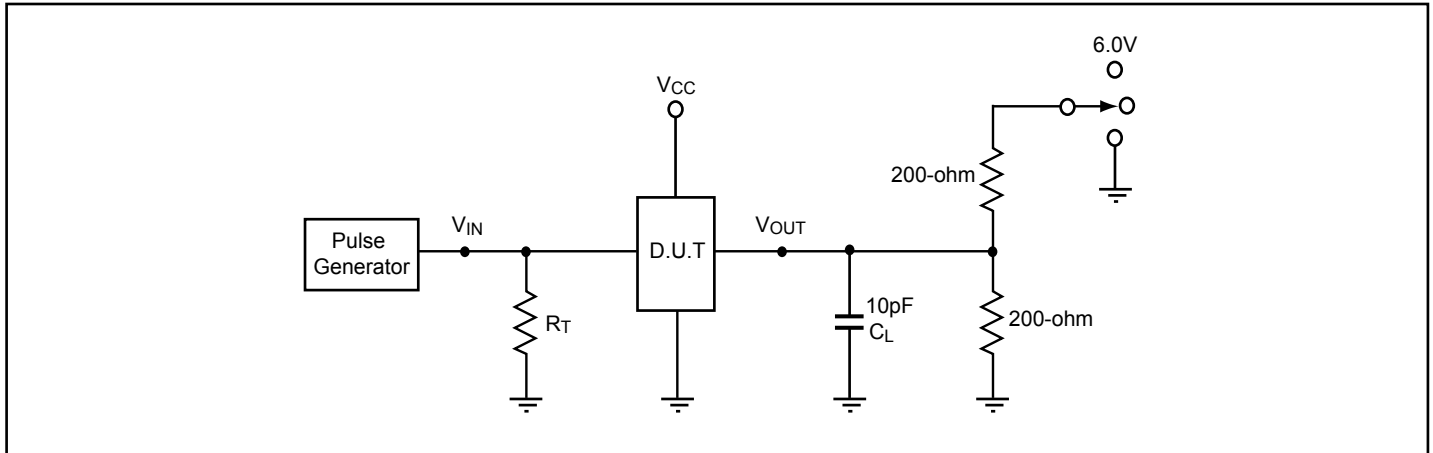 6.0V
VCC
200-ohm
VIN
VOUT
Pulse
Generator
D.U.T
10pF
CL
200-ohm
RT